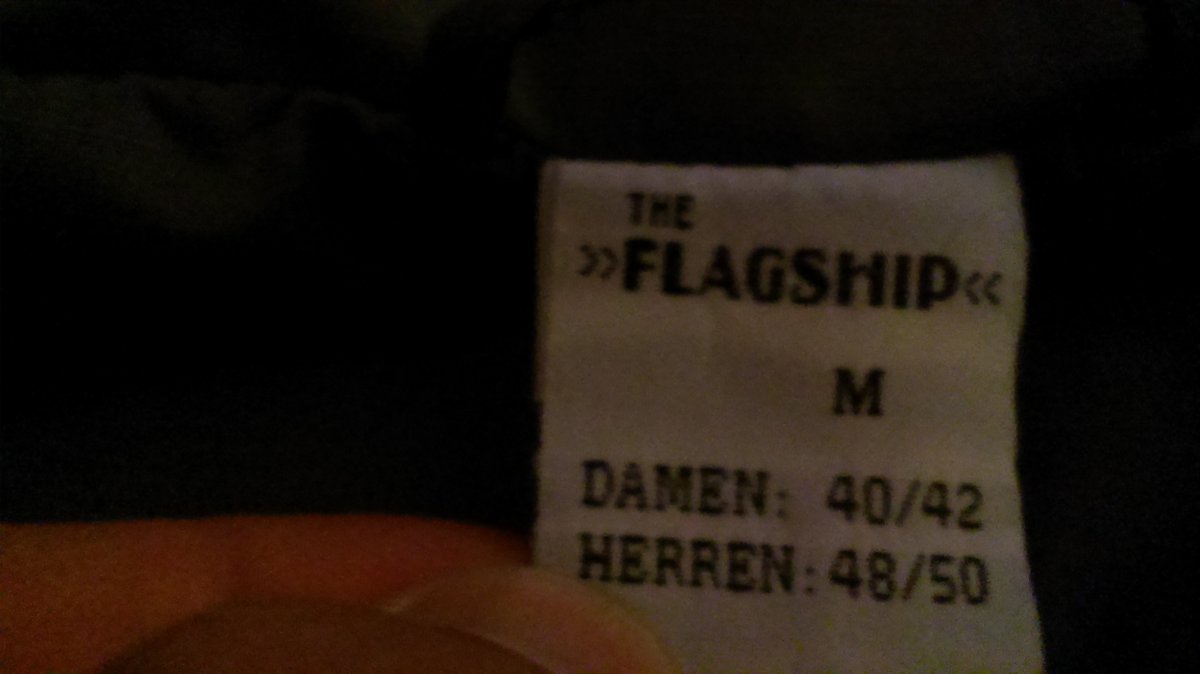 THE
»FLAGSHIP«
M
DAMEN: 40/42
HERREN: 48/50